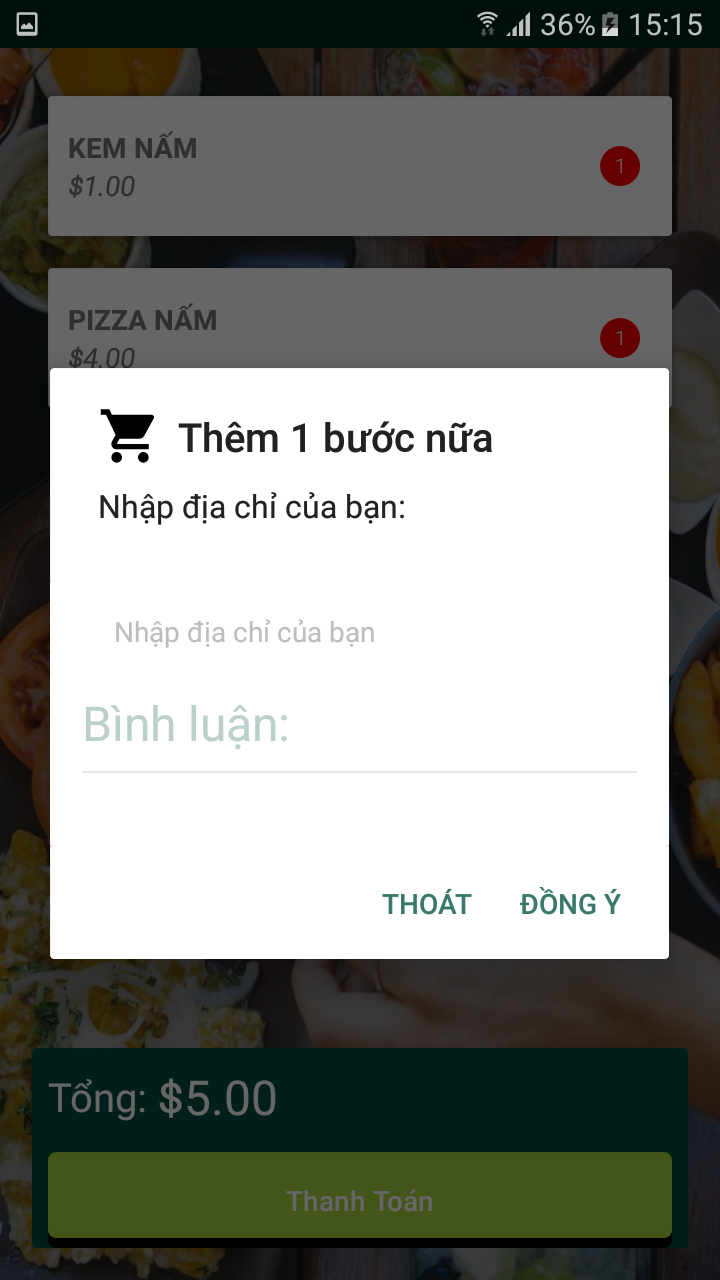 36% 15:15
KEM NẤM
$1.00
1
PIZZA NẤM
$4.00
1
Thêm 1 bước nữa
Nhập địa chỉ của bạn:
Nhập địa chỉ của bạn
Bình luận:
THOÁT ĐỒNG Ý
Tổng: $5.00
Thanh Toán